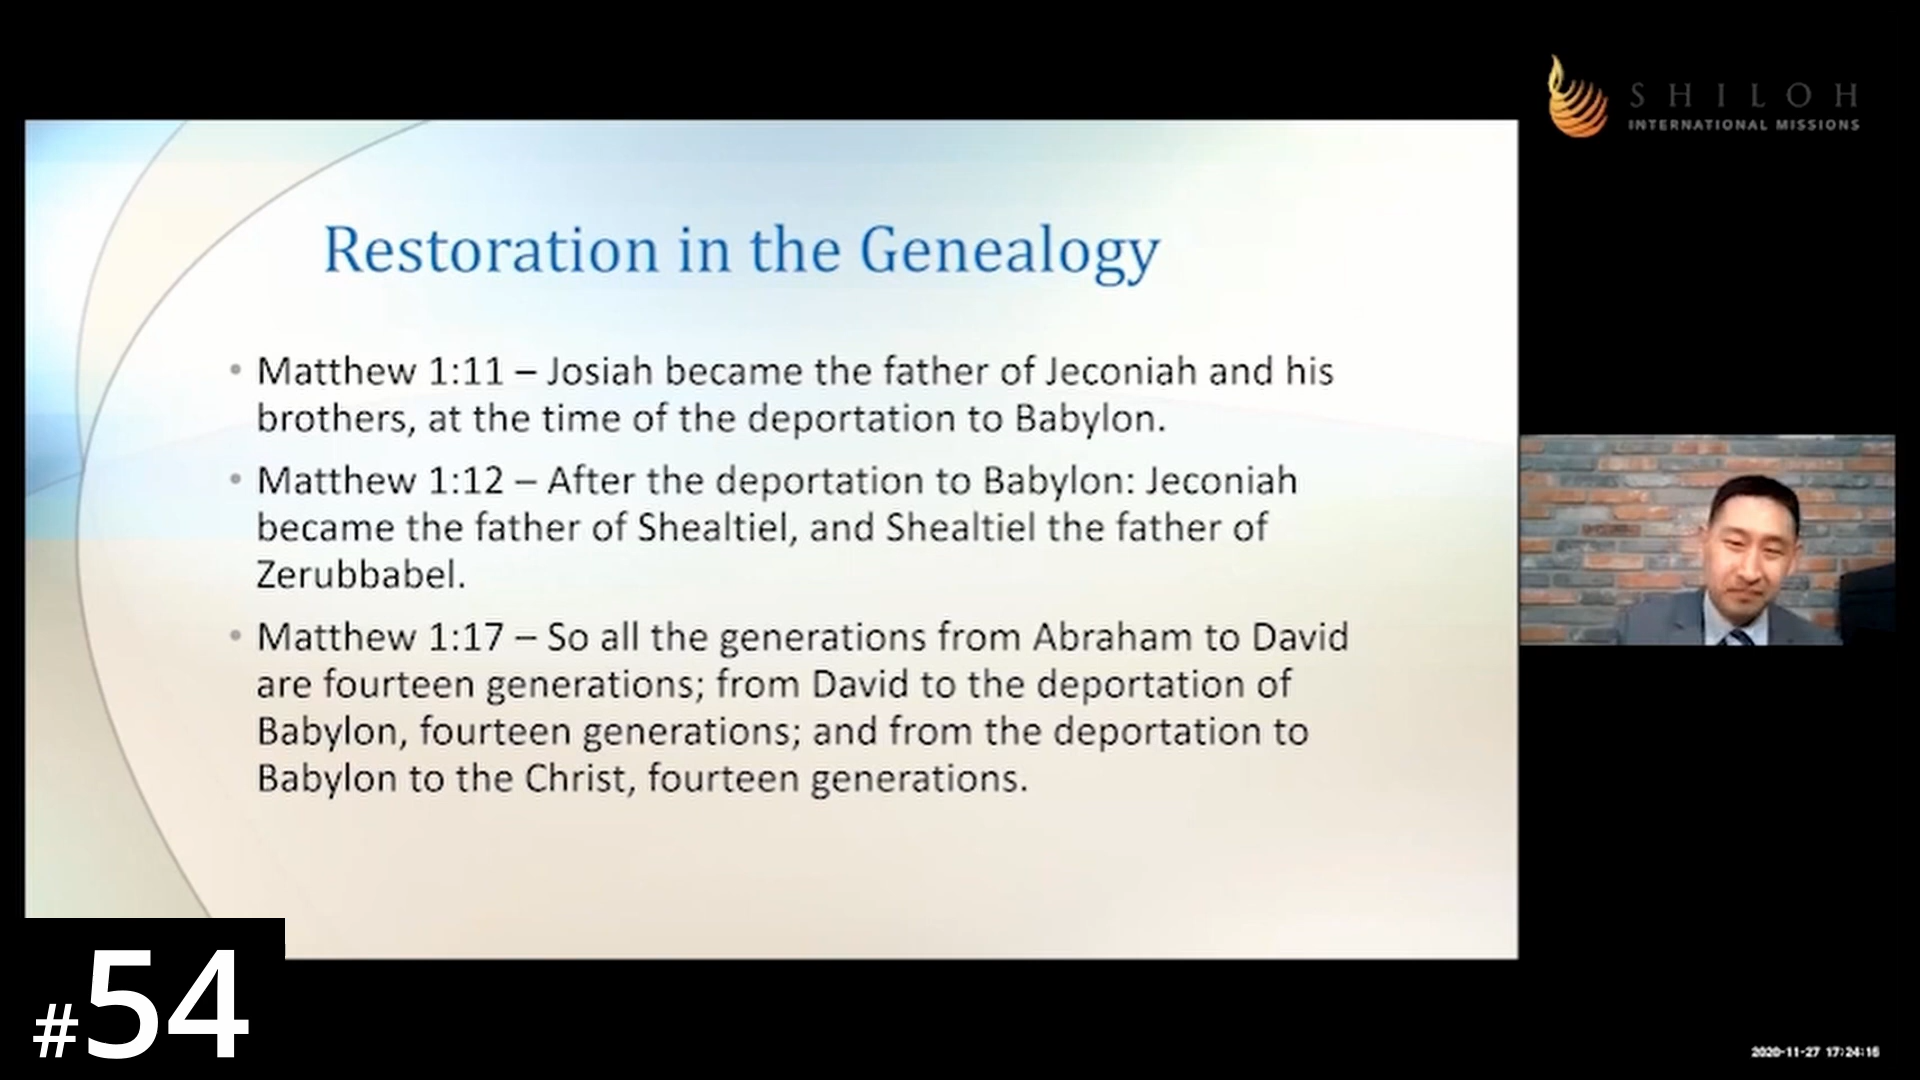 SHILOH
INTERNATIONAL MISSIONS
Restoration in the Genealogy
• Matthew 1:11 – Josiah became the father of Jeconiah and his
brothers, at the time of the deportation to Babylon.
• Matthew 1:12 – After the deportation to Babylon: Jeconiah
became the father of Shealtiel, and Shealtiel the father of
Zerubbabel.
• Matthew 1:17 – So all the generations from Abraham to David
are fourteen generations; from David to the deportation of
Babylon, fourteen generations; and from the deportation to
Babylon to the Christ, fourteen generations.
#54
2020-11-27 17:24:16